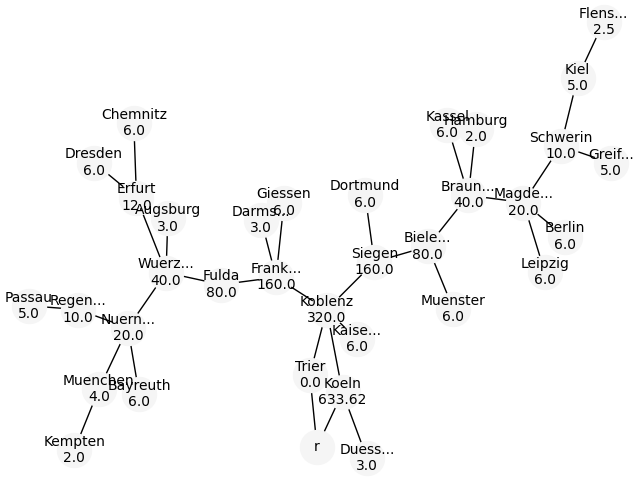 Flens...
2.5
Kiel
5.0
Chemnitz
6.0
Kassel
6.0
Hamburg
2.0
Schwerin
10.0
Dresden
6.0
Greif...
5.0
Erfurt
12.0
Dortmund
6.0
Giessen
6.0
Braun...
40.0
Magde...
20.0
Augsburg
3.0
Darms...
3.0
Berlin
6.0
Biele...
80.0
Siegen
160.0
Wuerz...
40.0
Frank...
160.0
Fulda
80.0
Leipzig
6.0
Passau
5.0
Regen...
10.0
Koblenz
320.0
Muenster
6.0
Nuern...
20.0
Kaise...
6.0
Trier
0.0
Muenchen
4.0
Bayreuth
6.0
Koeln
633.62
Kempten
2.0
r
Duess...
3.0